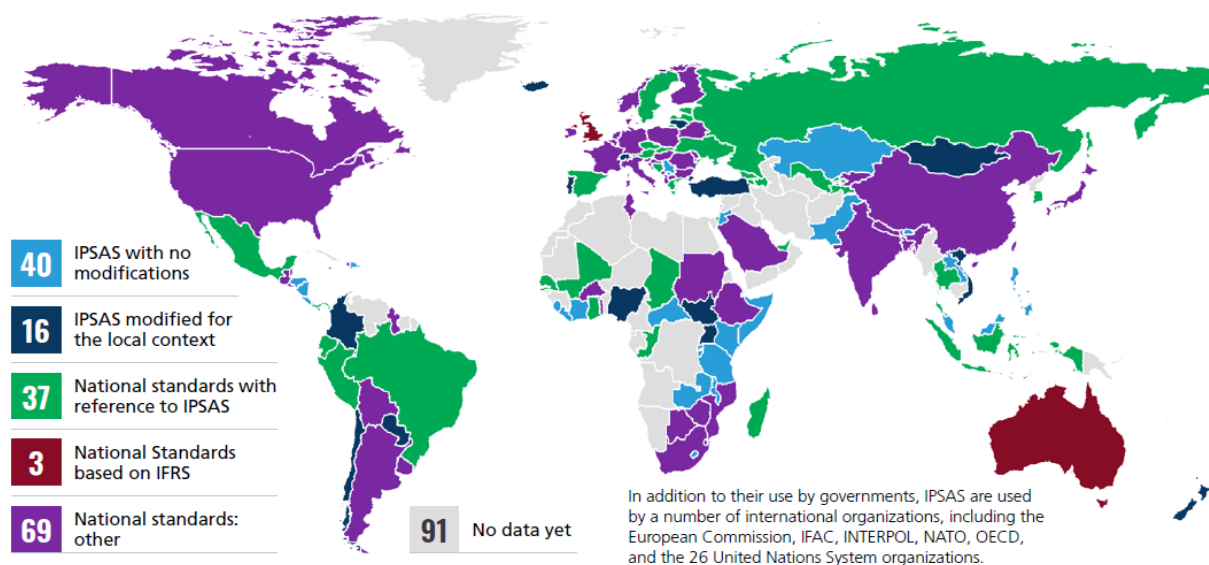 40 IPSAS with no
modifications
16 IPSAS modified for
the local context
37 National standards with
reference to IPSAS
3 National Standards
based on IFRS
69 National standards:
other
91 No data yet
In addition to their use by governments, IPSAS are used
by a number of international organizations, including the
European Commission, IFAC, INTERPOL, NATO, OECD,
and the 26 United Nations System organizations.